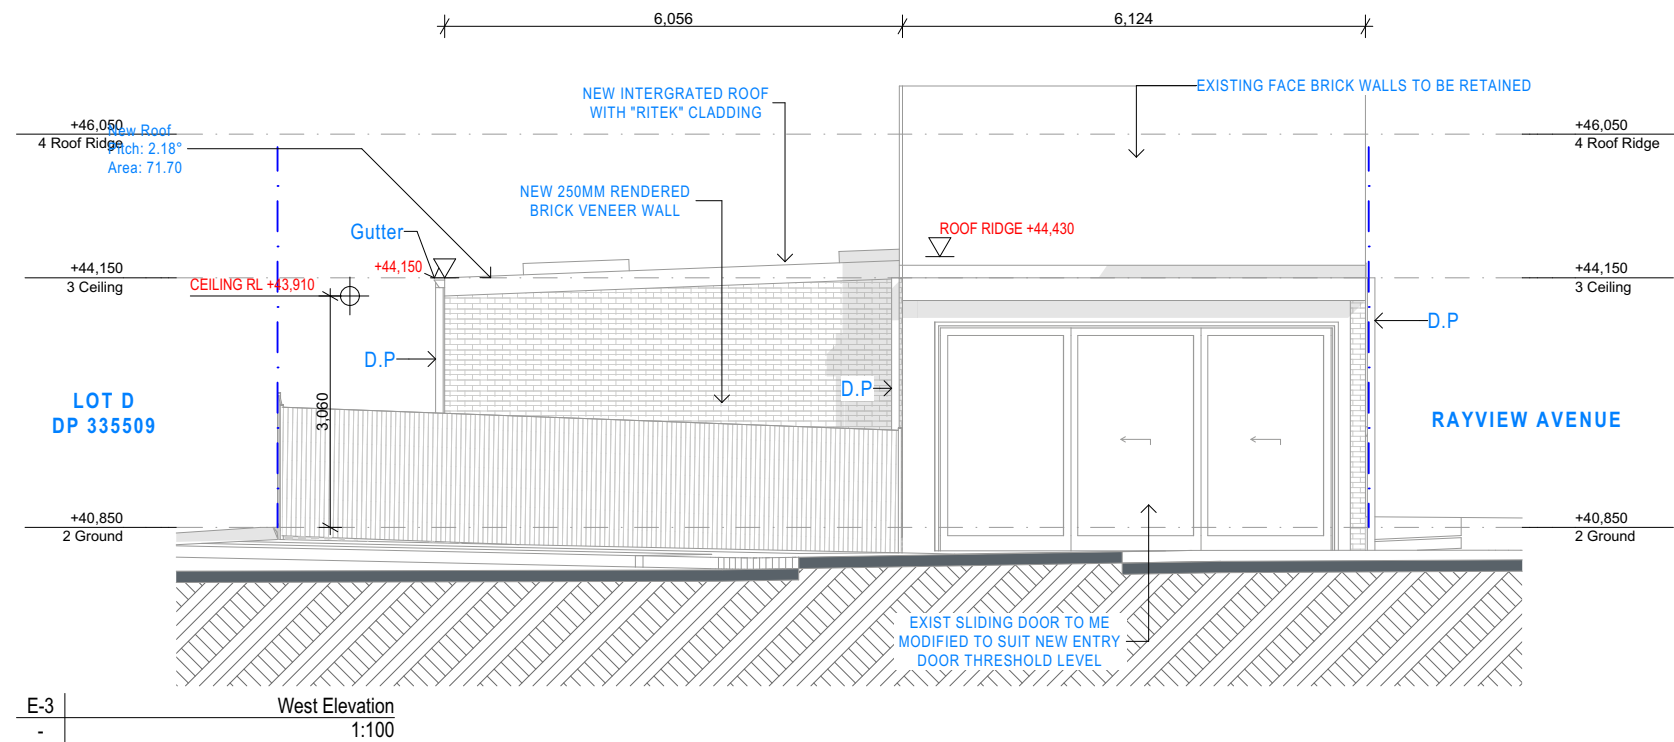 6,056
6,124
NEW INTERGRATED ROOF
WITH "RITEK" CLADDING
EXISTING FACE BRICK WALLS TO BE RETAINED
+46,050
4 Roof Ridge
New Roof
Pitch: 2.18°
Area: 71.70
+46,050
4 Roof Ridge
NEW 250MM RENDERED
BRICK VENEER WALL
Gutter
ROOF RIDGE +44,430
+44,150
+44,150
3 Ceiling
CEILING RL +43,910
+44,150
3 Ceiling
D.P
D.P
D.P
3,060
LOT D
DP 335509
RAYVIEW AVENUE
+40,850
2 Ground
+40,850
2 Ground
EXIST SLIDING DOOR TO ME
MODIFIED TO SUIT NEW ENTRY
DOOR THRESHOLD LEVEL
E-3
West Elevation
-
1:100